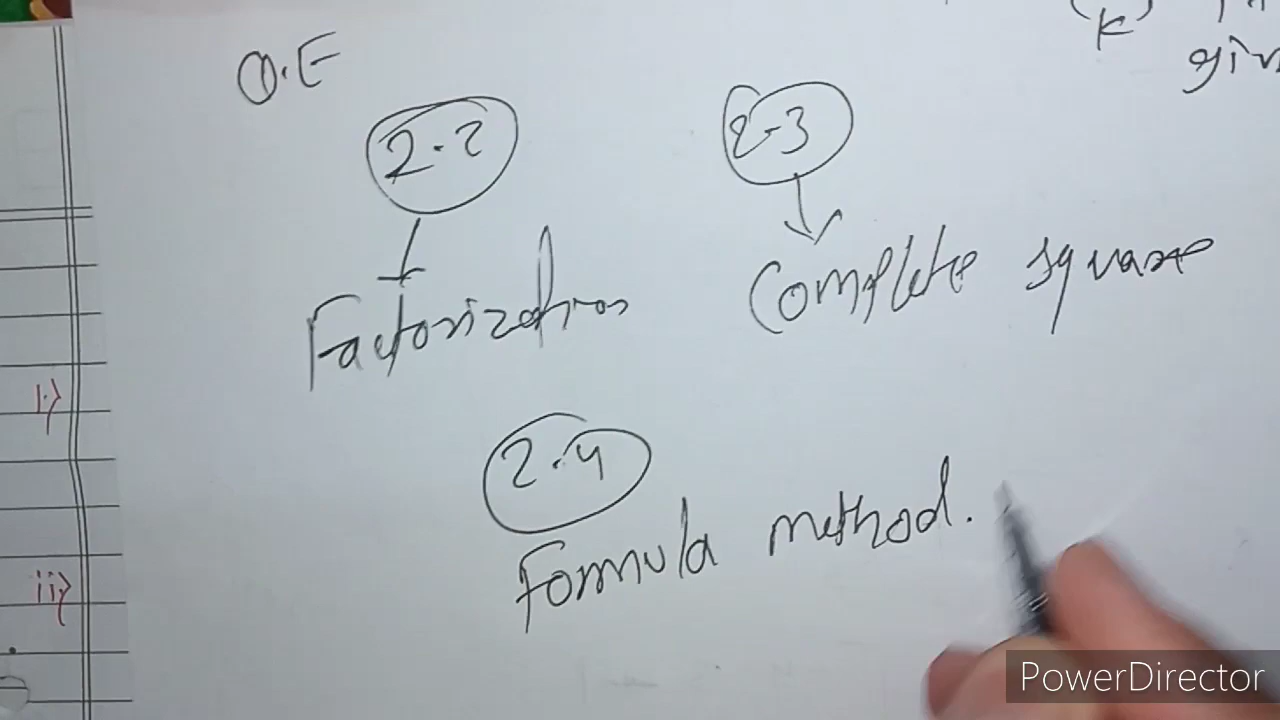 Q.E
2.2
2.3
Factorization
Complete square
2.4
Formula method.
k
i)
ii)
PowerDirector